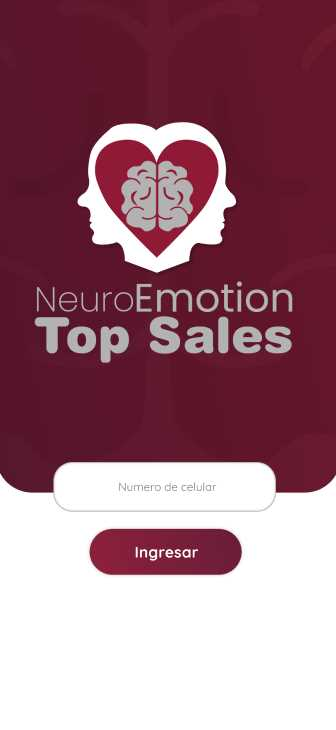 NeuroEmotion
Top Sales
Numero de celular
Ingresar